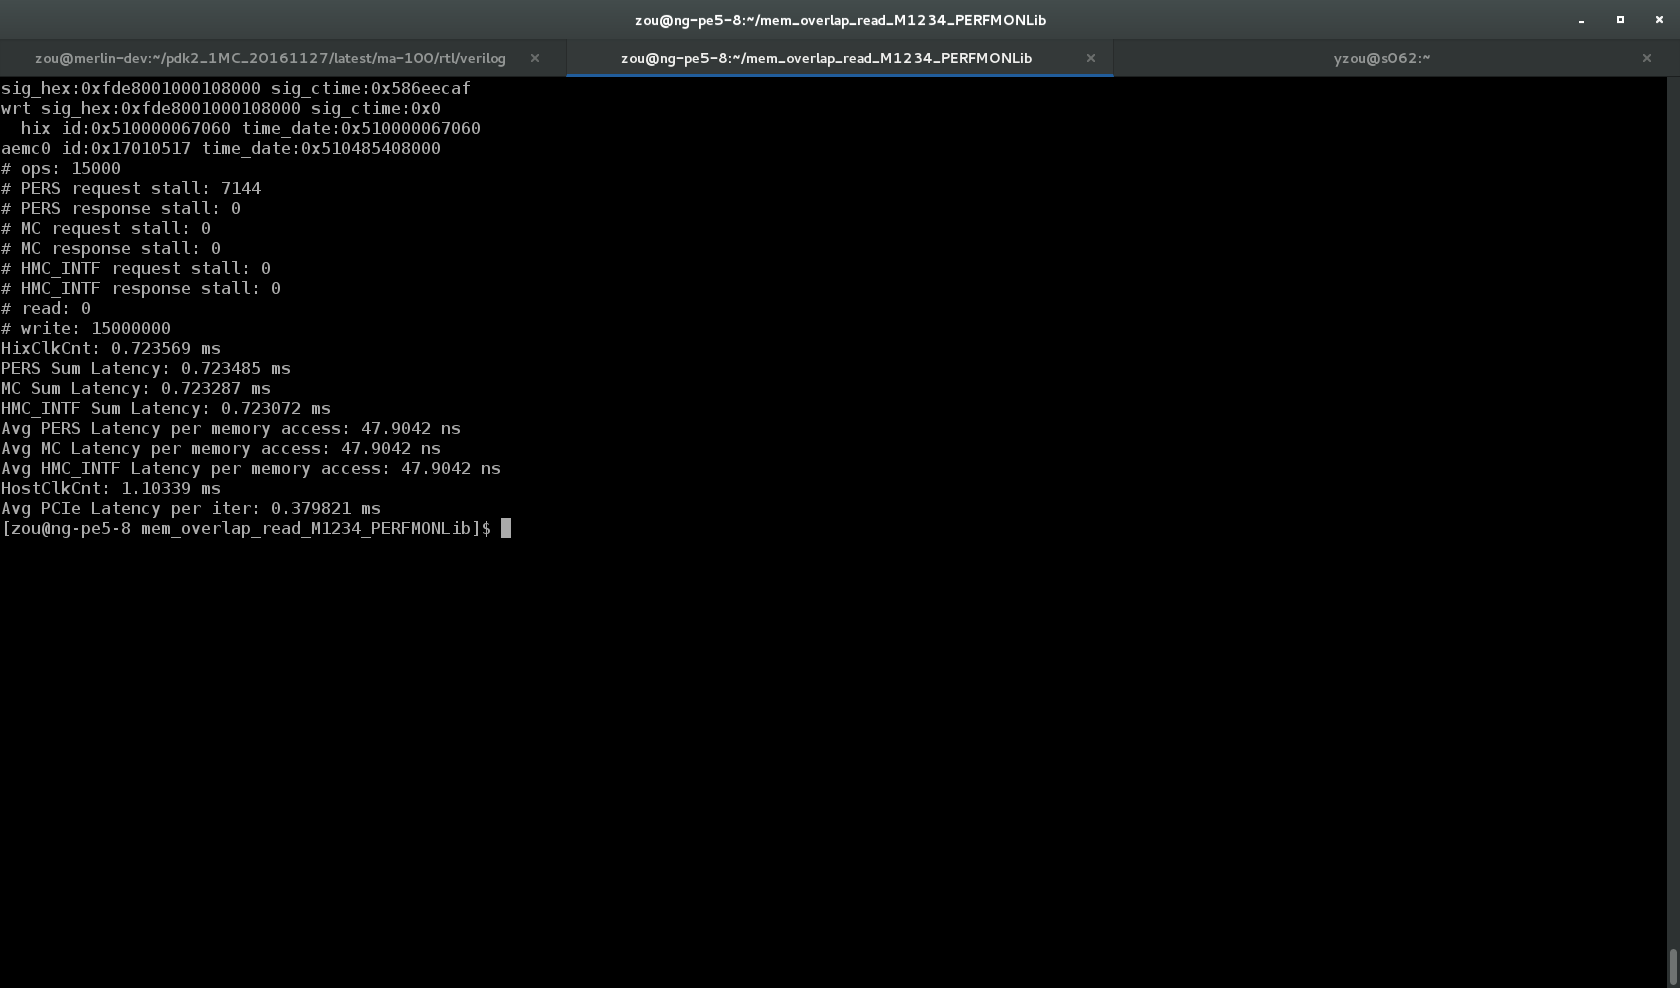 zou@ng-pe5-8:~/mem_overlap_read_M1234_PERFMONLib
zou@merlin-dev:~/pdk2_1MC_20161127/latest/ma-100/rtl/verilog
zou@ng-pe5-8:~/mem_overlap_read_M1234_PERFMONLib
yzou@s062:~
sig_hex:0xfde8001000108000 sig_ctime:0x586eecaf
wrt sig_hex:0xfde8001000108000 sig_ctime:0x0
  hix id:0x510000067060 time_date:0x510000067060
aemc0 id:0x17010517 time_date:0x510485408000
# ops: 15000
# PERS request stall: 7144
# PERS response stall: 0
# MC request stall: 0
# MC response stall: 0
# HMC_INTF request stall: 0
# HMC_INTF response stall: 0
# read: 0
# write: 15000000
HixClkCnt: 0.723569 ms
PERS Sum Latency: 0.723485 ms
MC Sum Latency: 0.723287 ms
HMC_INTF Sum Latency: 0.723072 ms
Avg PERS Latency per memory access: 47.9042 ns
Avg MC Latency per memory access: 47.9042 ns
Avg HMC_INTF Latency per memory access: 47.9042 ns
HostClkCnt: 1.10339 ms
Avg PCIe Latency per iter: 0.379821 ms
[zou@ng-pe5-8 mem_overlap_read_M1234_PERFMONLib]$